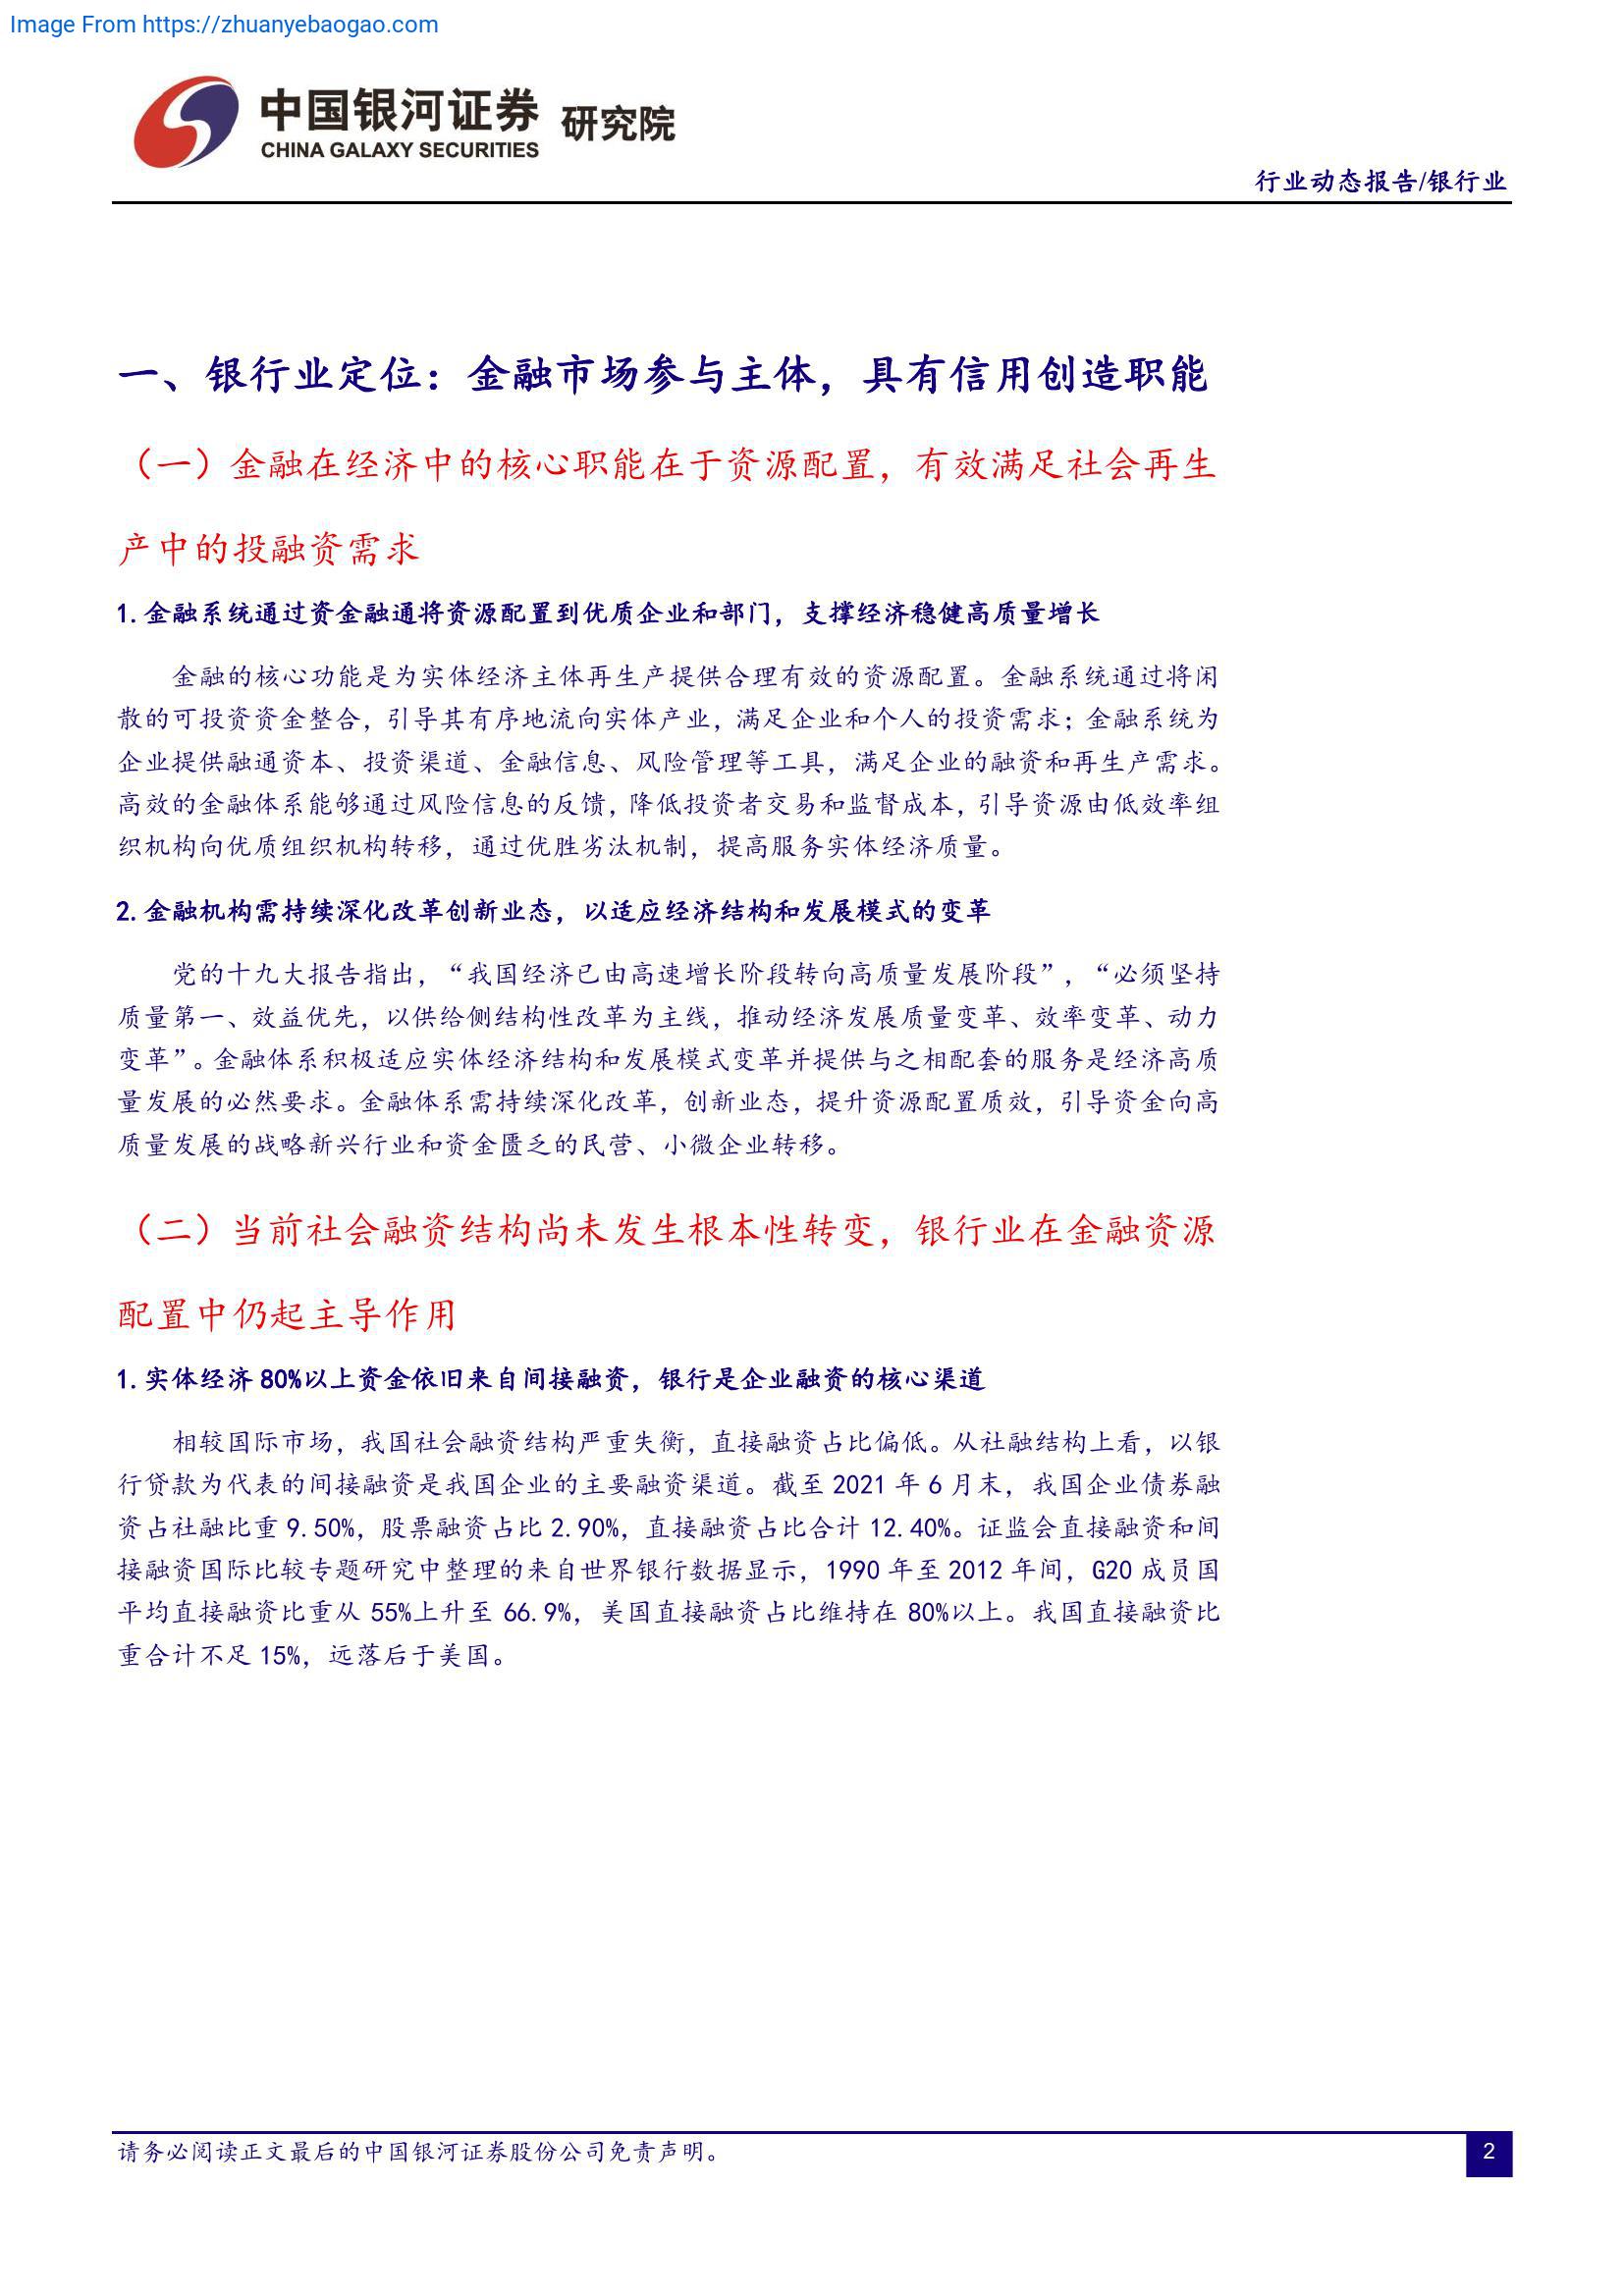 Image From https://zhuanyebaogao.com
中国银河证券 研究院
CHINA GALAXY SECURITIES
行业动态报告/银行业
一、银行业定位：金融市场参与主体，具有信用创造职能
（一）金融在经济中的核心职能在于资源配置，有效满足社会再生
产中的投融资需求
1.金融系统通过资金融通将资源配置到优质企业和部门，支撑经济稳健高质量增长
金融的核心功能是为实体经济主体再生产提供合理有效的资源配置。金融系统通过将闲
散的可投资资金整合，引导其有序地流向实体产业，满足企业和个人的投资需求；金融系统为
企业提供融通资本、投资渠道、金融信息、风险管理等工具，满足企业的融资和再生产需求。
高效的金融体系能够通过风险信息的反馈，降低投资者交易和监督成本，引导资源由低效率组
织机构向优质组织机构转移，通过优胜劣汰机制，提高服务实体经济质量。
2.金融机构需持续深化改革创新业态，以适应经济结构和发展模式的变革
党的十九大报告指出，“我国经济已由高速增长阶段转向高质量发展阶段”，“必须坚持
质量第一、效益优先，以供给侧结构性改革为主线，推动经济发展质量变革、效率变革、动力
变革”。金融体系积极适应实体经济结构和发展模式变革并提供与之相配套的服务是经济高质
量发展的必然要求。金融体系需持续深化改革，创新业态，提升资源配置质效，引导资金向高
质量发展的战略新兴行业和资金匮乏的民营、小微企业转移。
（二）当前社会融资结构尚未发生根本性转变，银行业在金融资源
配置中仍起主导作用
1.实体经济 80%以上资金依旧来自间接融资，银行是企业融资的核心渠道
相较国际市场，我国社会融资结构严重失衡，直接融资占比偏低。从社融结构上看，以银
行贷款为代表的间接融资是我国企业的主要融资渠道。截至 2021 年 6 月末，我国企业债券融
资占社融比重 9.50%，股票融资占比 2.90%，直接融资占比合计 12.40%。证监会直接融资和间
接融资国际比较专题研究中整理的来自世界银行数据显示，1990 年至 2012 年间，G20 成员国
平均直接融资比重从 55%上升至 66.9%，美国直接融资占比维持在 80%以上。我国直接融资比
重合计不足 15%，远落后于美国。
请务必阅读正文最后的中国银河证券股份公司免责声明。
2